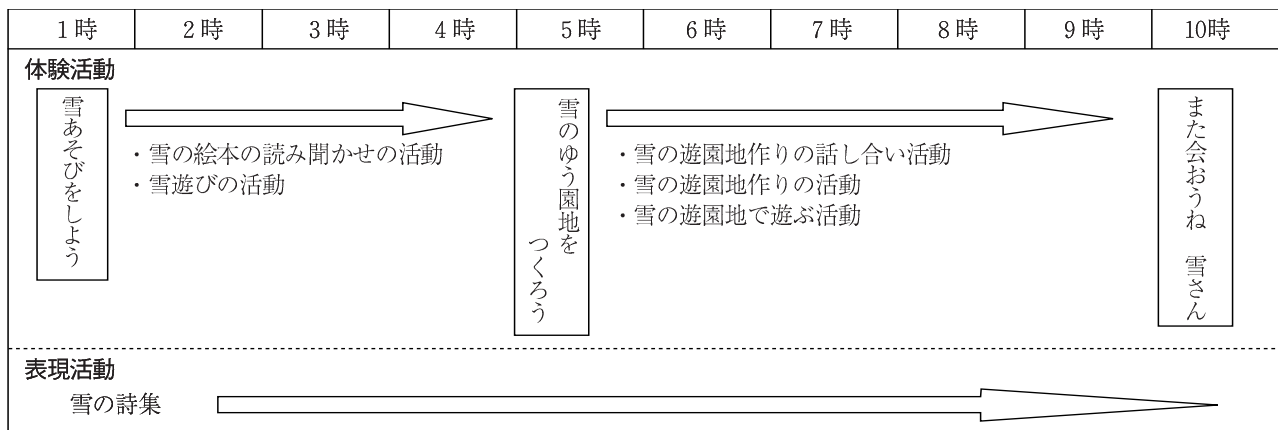 1時 2時 3時 4時 5時 6時 7時 8時 9時 10時
体験活動
雪あそびをしよう
・雪の絵本の読み聞かせの活動
・雪遊びの活動
雪のゆう園地を
つくろう
・雪の遊園地作りの話し合い活動
・雪の遊園地作りの活動
・雪の遊園地で遊ぶ活動
また会おうね　雪さん
表現活動
雪の詩集